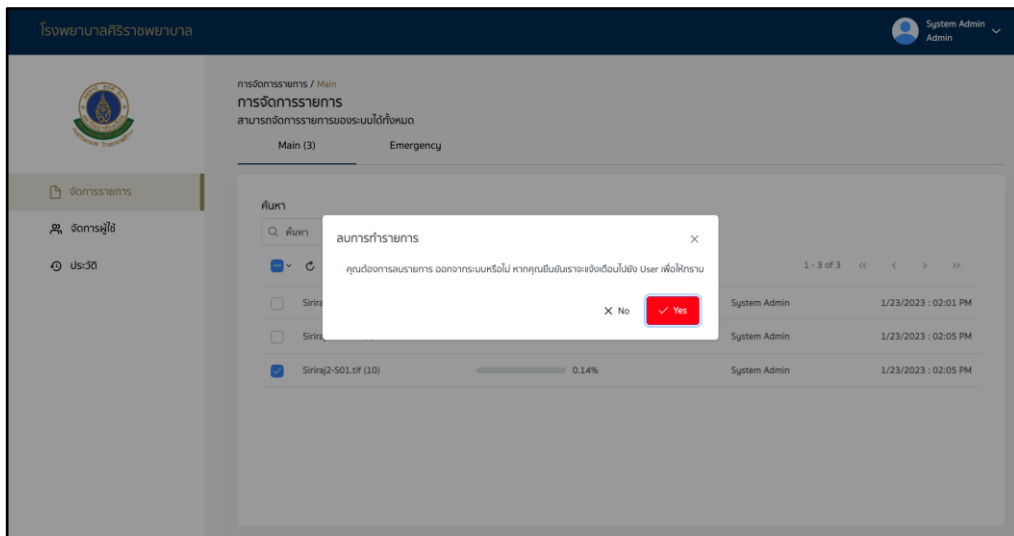 โรงพยาบาลศิริราชพยาบาล
System Admin
Admin
การจัดการรายการ / Main
การจัดการรายการ
สามารถจัดการรายการของระบบได้ทั้งหมด
Main (3) Emergency
จัดการรายการ
จัดการผู้ใช้
ประวัติ
ค้นหา
ค้นหา
1 - 3 of 3
ลบการทำรายการ
คุณต้องการลบรายการ ออกจากระบบหรือไม่ หากคุณยืนยันเราจะแจ้งเตือนไปยัง User เพื่อให้ทราบ
No Yes
System Admin 1/23/2023 : 02:01 PM
System Admin 1/23/2023 : 02:05 PM
Siriraj2-S01.tif (10) 0.14% System Admin 1/23/2023 : 02:05 PM